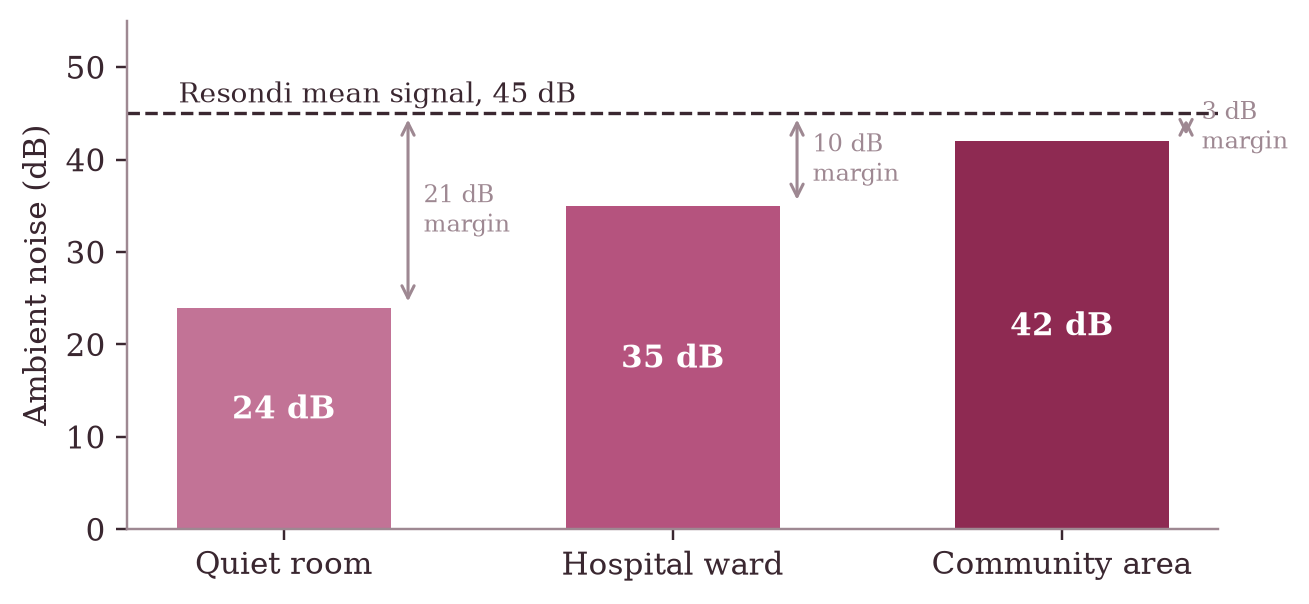 Resondi mean signal, 45 dB
Ambient noise (dB)
50
40
30
20
10
0
21 dB
margin
10 dB
margin
3 dB
margin
24 dB
35 dB
42 dB
Quiet room
Hospital ward
Community area